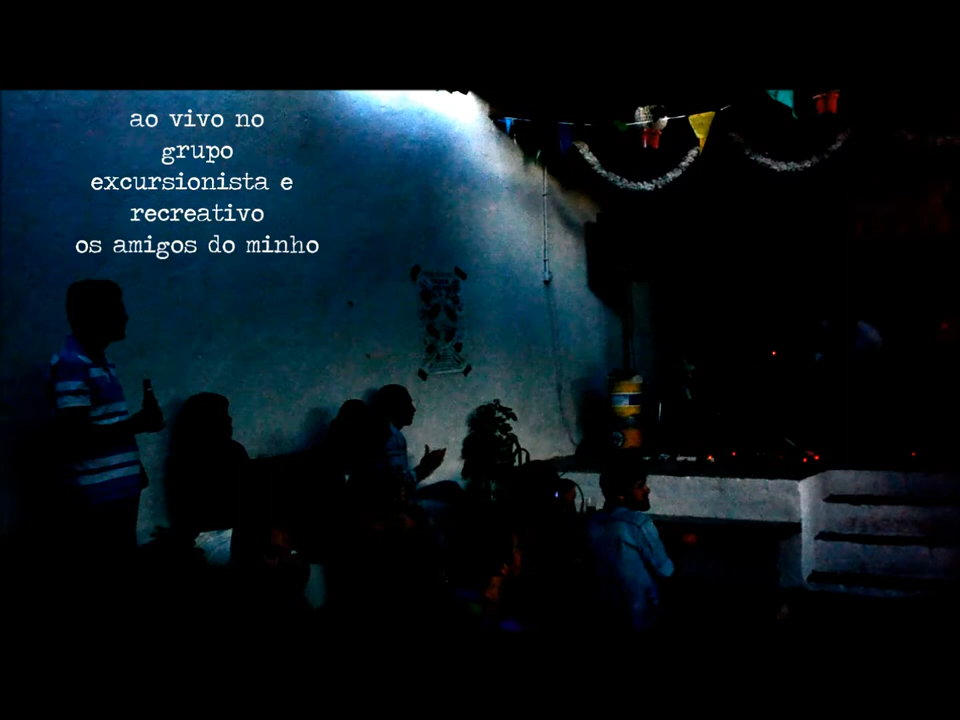 ao vivo no
grupo
excursionista e
recreativo
os amigos do minho